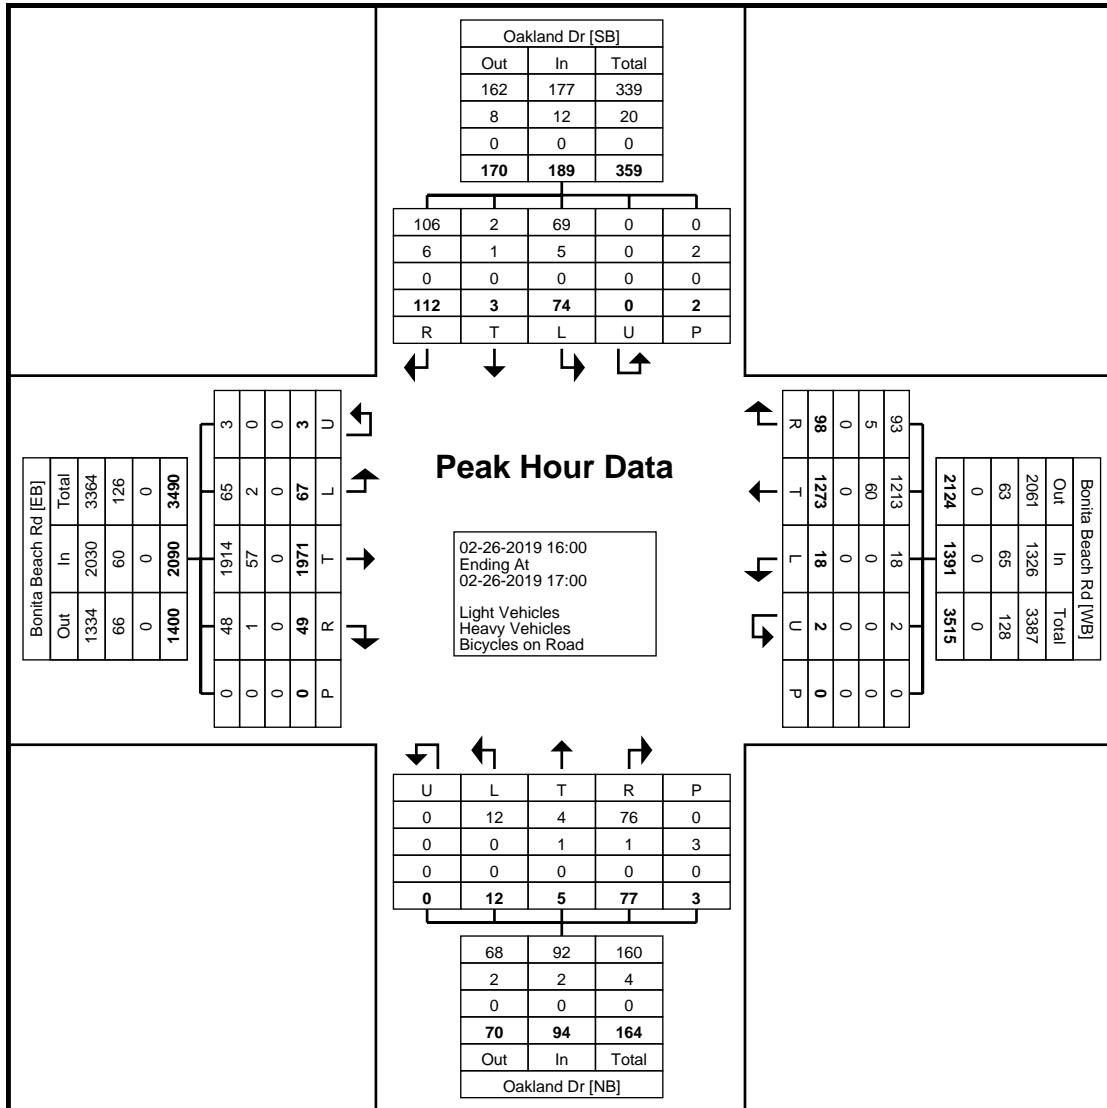 Oakland Dr [SB]
Out In Total
162 177 339
8 12 20
0 0 0
170 189 359
106 2 69 0 0
6 1 5 0 2
0 0 0 0 0
112 3 74 0 2
R T L U P
Bonita Beach Rd [EB]
Total In Out
3364 2030 1334
126 60 66
0 0 0
3490 2090 1400
3 65 1914 48 0
0 2 57 1 0
0 0 0 0 0
3 67 1971 49 0
U L T R P
Peak Hour Data
02-26-2019 16:00
Ending At
02-26-2019 17:00
Light Vehicles
Heavy Vehicles
Bicycles on Road
R T L U P
98 1273 18 2 0
0 0 0 0 0
5 60 0 0 0
93 1213 18 2 0
Bonita Beach Rd [WB]
Out In Total
2061 1326 3387
63 65 128
0 0 0
2124 1391 3515
U L T R P
0 12 4 76 0
0 0 1 1 3
0 0 0 0 0
0 12 5 77 3
68 92 160
2 2 4
0 0 0
70 94 164
Out In Total
Oakland Dr [NB]